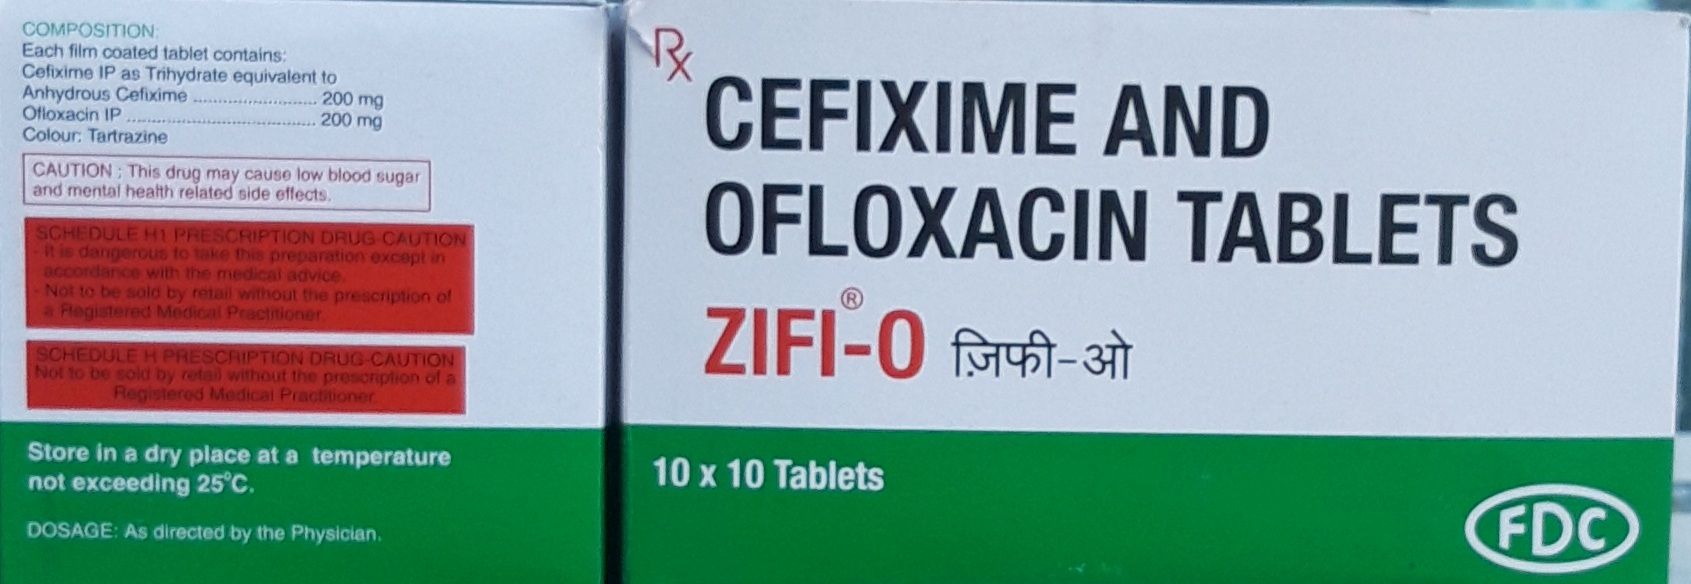 COMPOSITION:
Each film coated tablet contains:
Cefixime IP as Trihydrate equivalent to
Anhydrous Cefixime ......................... 200 mg
Ofloxacin IP ...................................... 200 mg
Colour: Tartrazine
CAUTION : This drug may cause low blood sugar
and mental health related side effects.
SCHEDULE H1 PRESCRIPTION DRUG-CAUTION
- It is dangerous to take this preparation except in
accordance with the medical advice.
- Not to be sold by retail without the prescription of
a Registered Medical Practitioner.
SCHEDULE H PRESCRIPTION DRUG-CAUTION
Not to be sold by retail without the prescription of a
Registered Medical Practitioner.
Store in a dry place at a temperature
not exceeding 25°C.
DOSAGE: As directed by the Physician.
Rx
CEFIXIME AND
OFLOXACIN TABLETS
ZIFI®-O ज़िफी-ओ
10 x 10 Tablets
FDC